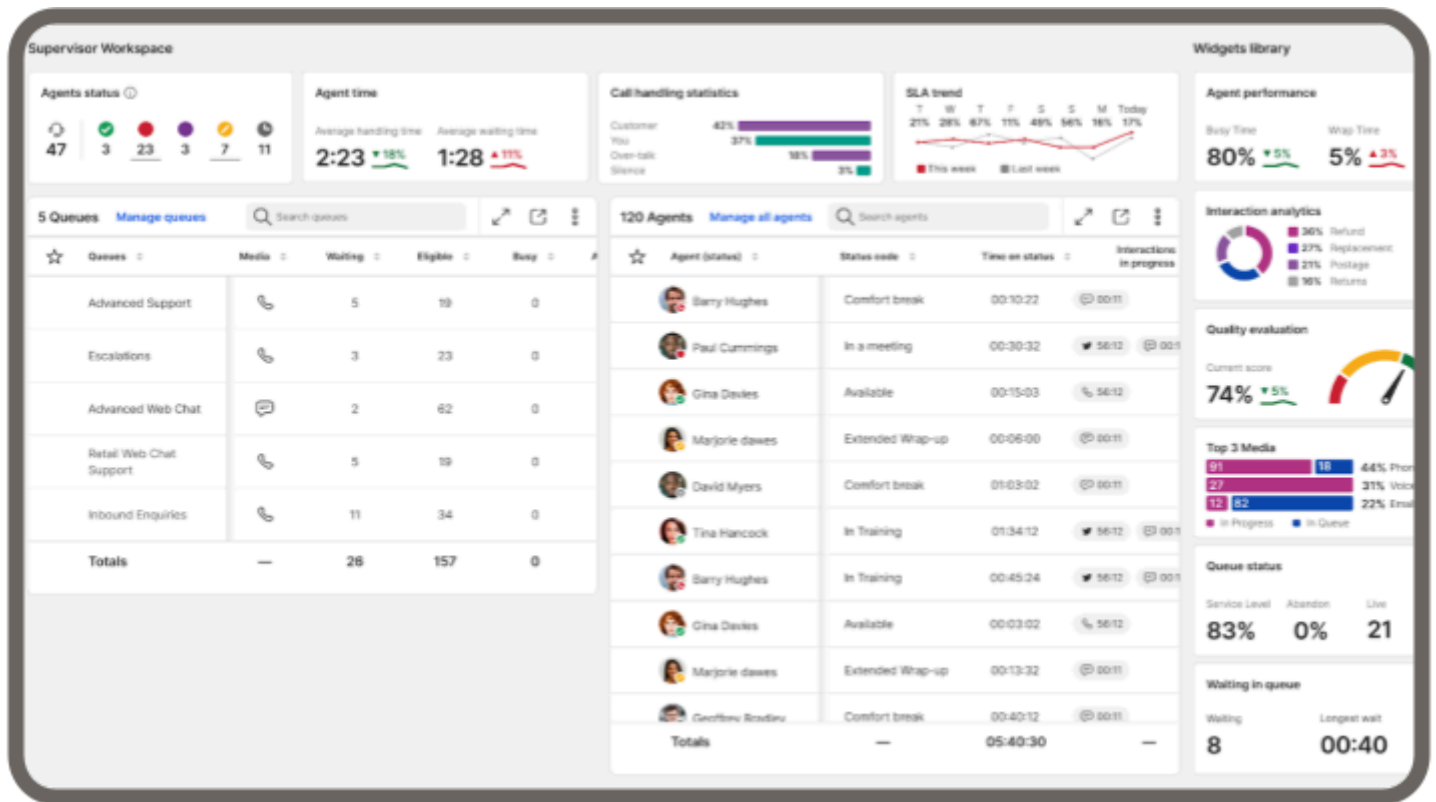 Supervisor Workspace
Widgets library
Agents status
47 3 23 3 7 11
Agent time
Average handling time Average waiting time
2:23 18% 1:28 11%
Call handling statistics
Customer 42%
You 37%
Over-talk 18%
Silence 3%
SLA trend
T W T F S S M Today
21% 28% 67% 11% 49% 56% 16% 17%
This week Last week
Agent performance
Busy Time Wrap Time
80% 5% 5% 3%
5 Queues Manage queues Search queues
Queues Media Waiting Eligible Busy
Advanced Support 5 19 0
Escalations 3 23 0
Advanced Web Chat 2 62 0
Retail Web Chat
Support 5 19 0
Inbound Enquiries 11 34 0
Totals — 26 157 0
120 Agents Manage all agents Search agents
Agent (status) Status code Time on status Interactions
in progress
Barry Hughes Comfort break 00:10:22 00:11
Paul Cummings In a meeting 00:30:32 56:12
Gina Davies Available 00:15:03 56:12
Marjorie dawes Extended Wrap-up 00:06:00 00:11
David Myers Comfort break 01:03:02 00:11
Tina Hancock In Training 01:34:12 56:12
Barry Hughes In Training 00:45:24 56:12
Gina Davies Available 00:03:02 56:12
Marjorie dawes Extended Wrap-up 00:13:32 00:11
Geoffrey Bradley Comfort break 00:40:12 00:11
Totals — 05:40:30 —
Interaction analytics
36% Refund
27% Replacement
21% Postage
16% Returns
Quality evaluation
Current score
74% 5%
Top 3 Media
91 18 44% Phon
27 31% Voice
12 82 22% Emai
In Progress In Queue
Queue status
Service Level Abandon Live
83% 0% 21
Waiting in queue
Waiting Longest wait
8 00:40